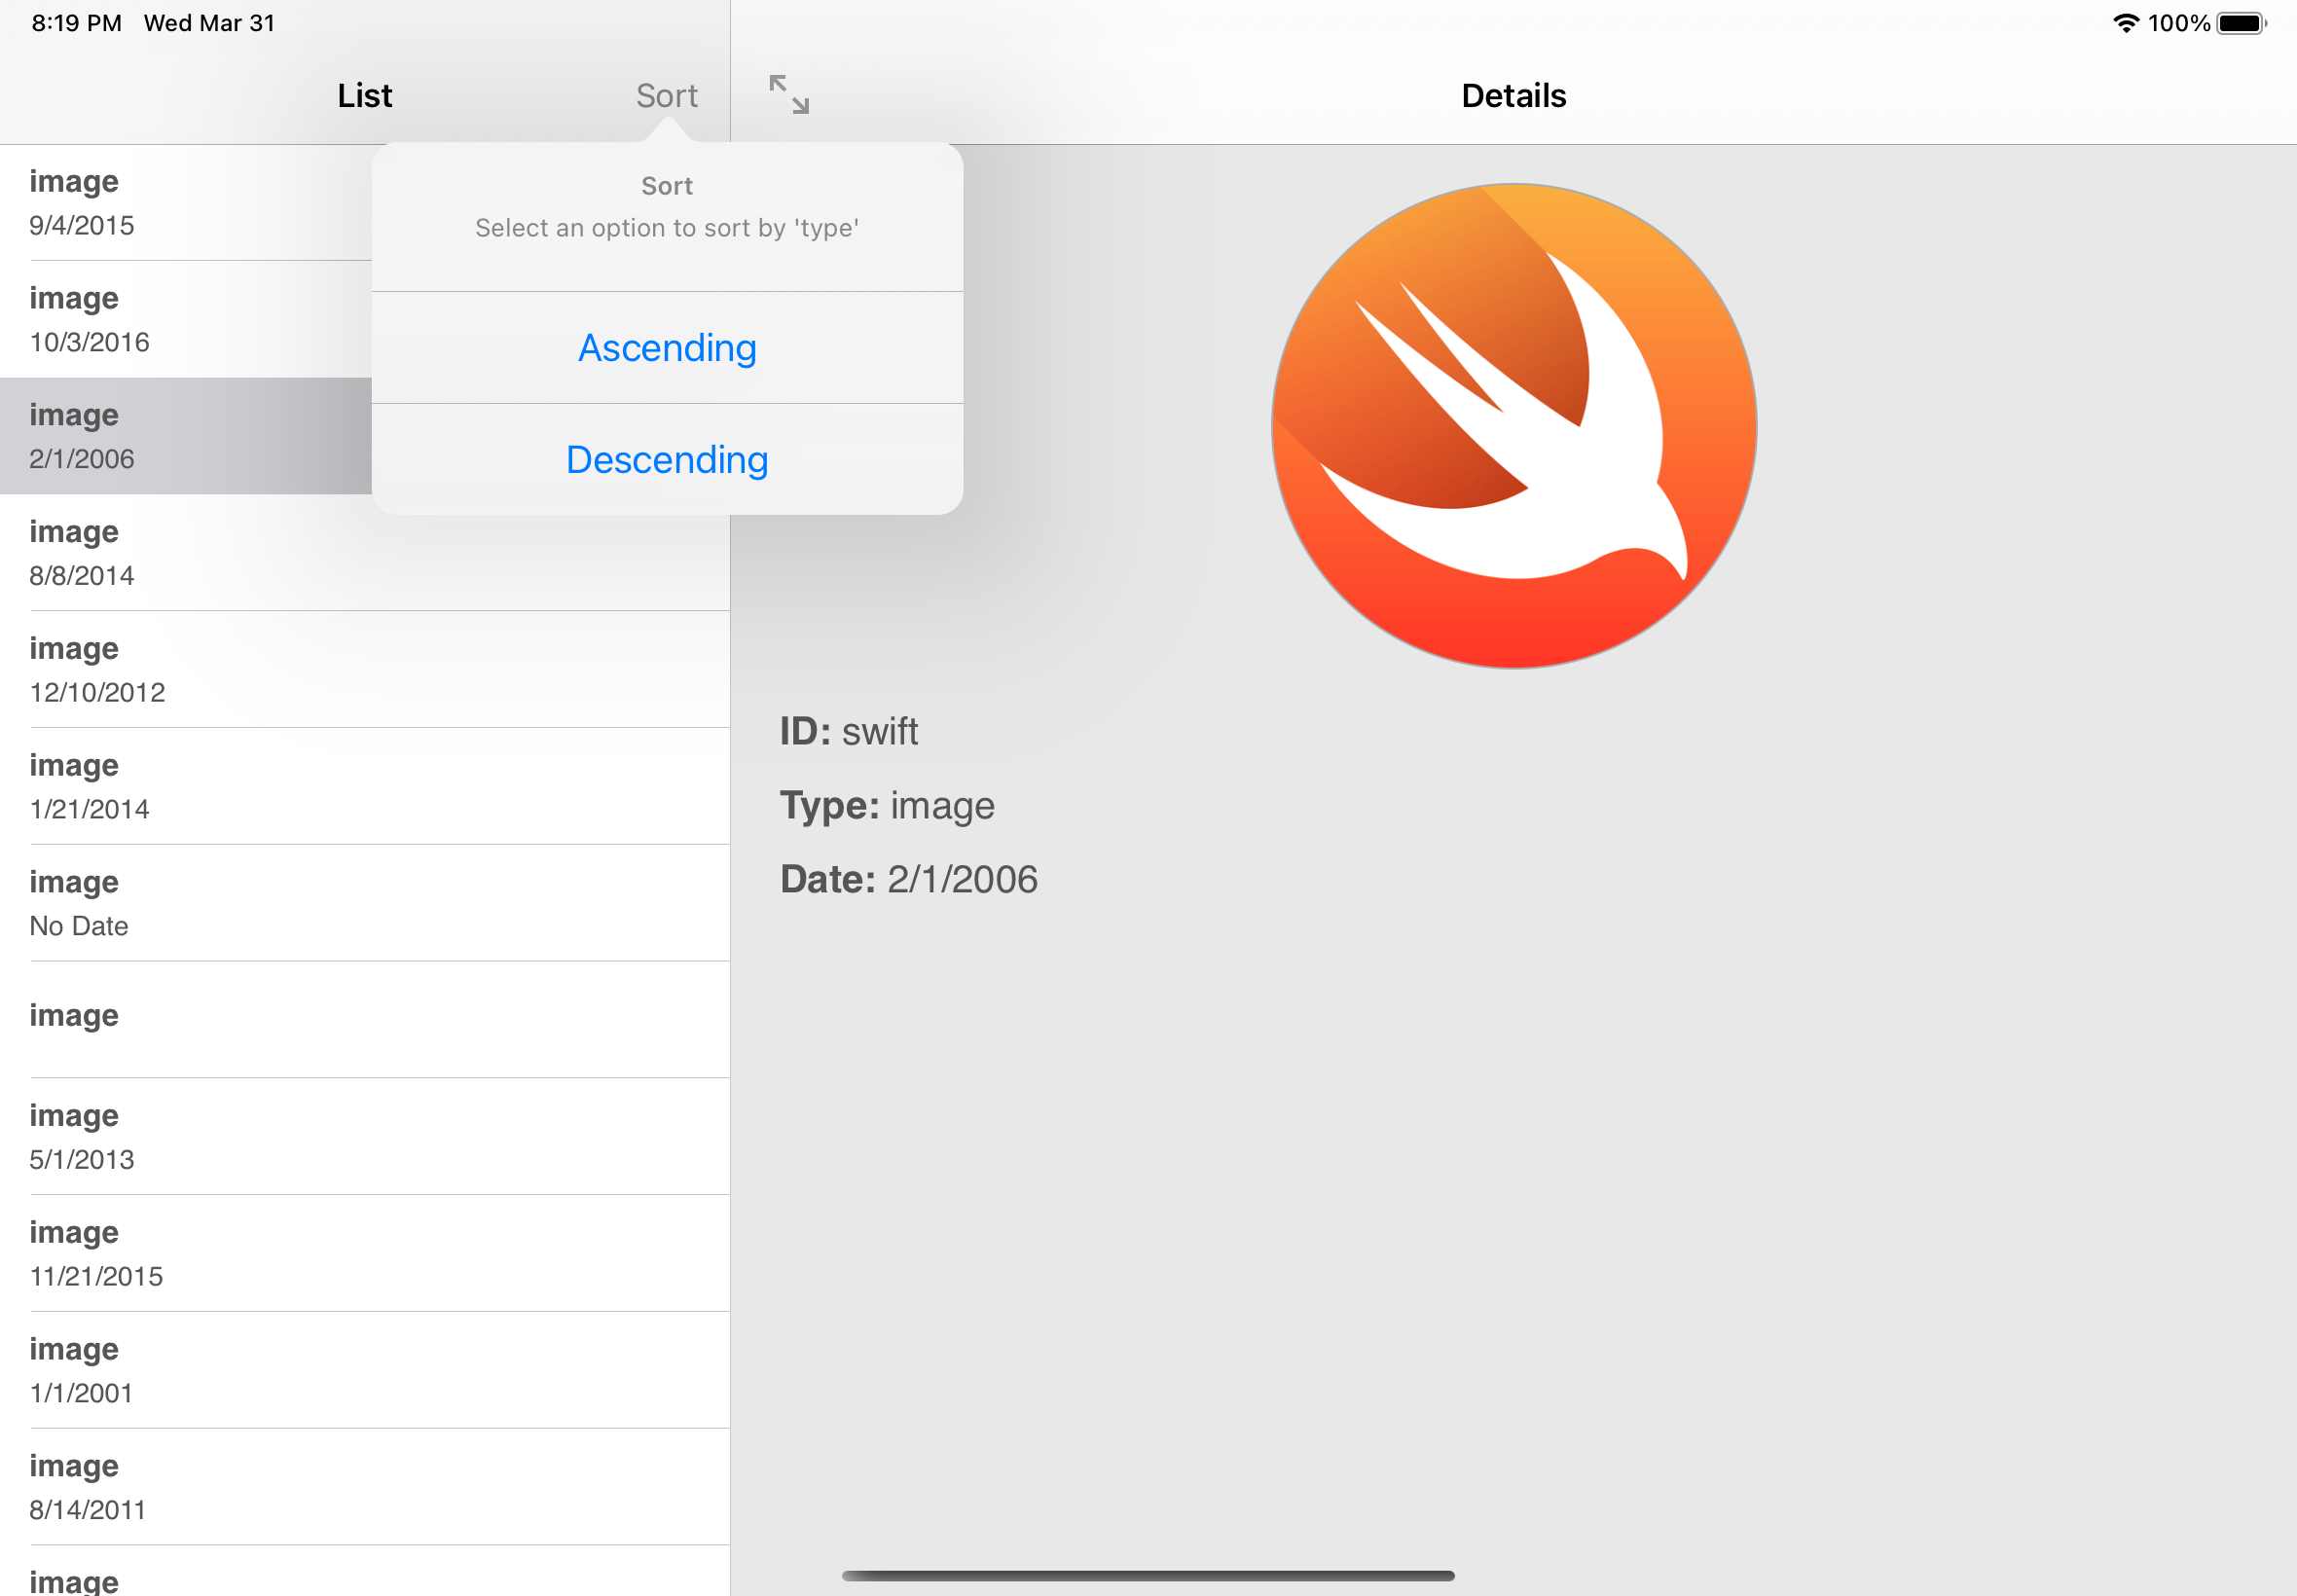 8:19 PM Wed Mar 31
100%
List
Sort
Details
Sort
Select an option to sort by 'type'
Ascending
Descending
image
9/4/2015
image
10/3/2016
image
2/1/2006
image
8/8/2014
image
12/10/2012
image
1/21/2014
image
No Date
image
image
5/1/2013
image
11/21/2015
image
1/1/2001
image
8/14/2011
image
ID: swift
Type: image
Date: 2/1/2006